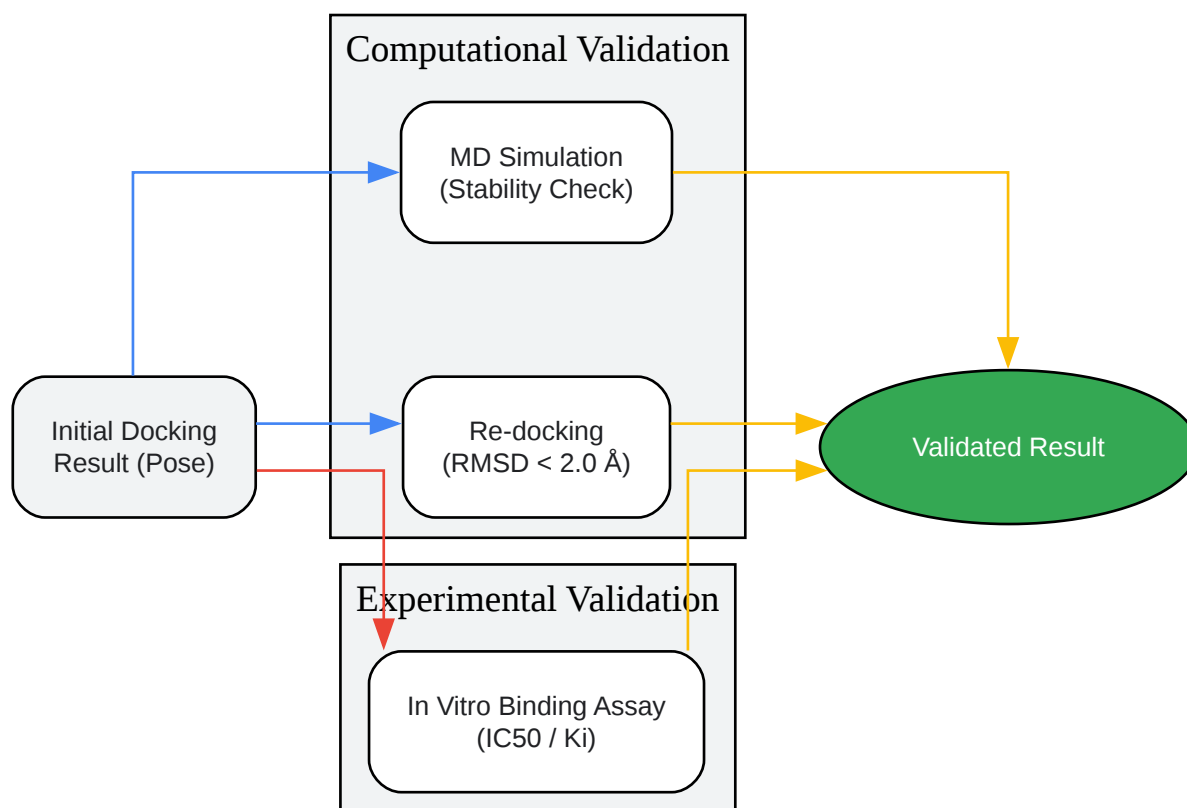 Computational Validation
MD Simulation
(Stability Check)
Initial Docking
Result (Pose)
Re-docking
(RMSD < 2.0 Å)
Validated Result
Experimental Validation
In Vitro Binding Assay
(IC50 / Ki)